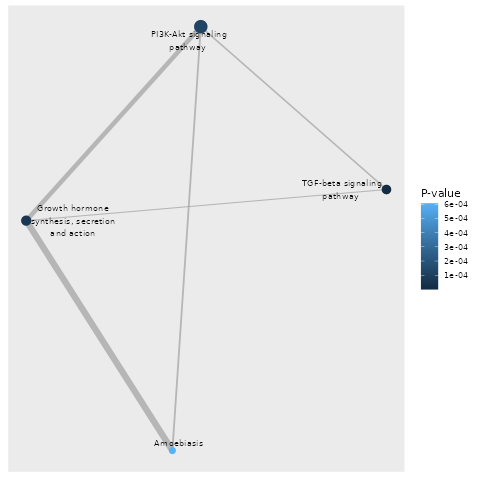 PI3K-Akt signaling
pathway
TGF-beta signaling
pathway
Growth hormone
synthesis, secretion
and action
Amoebiasis
P-value
5e-04
5e-04
4e-04
3e-04
2e-04
1e-04